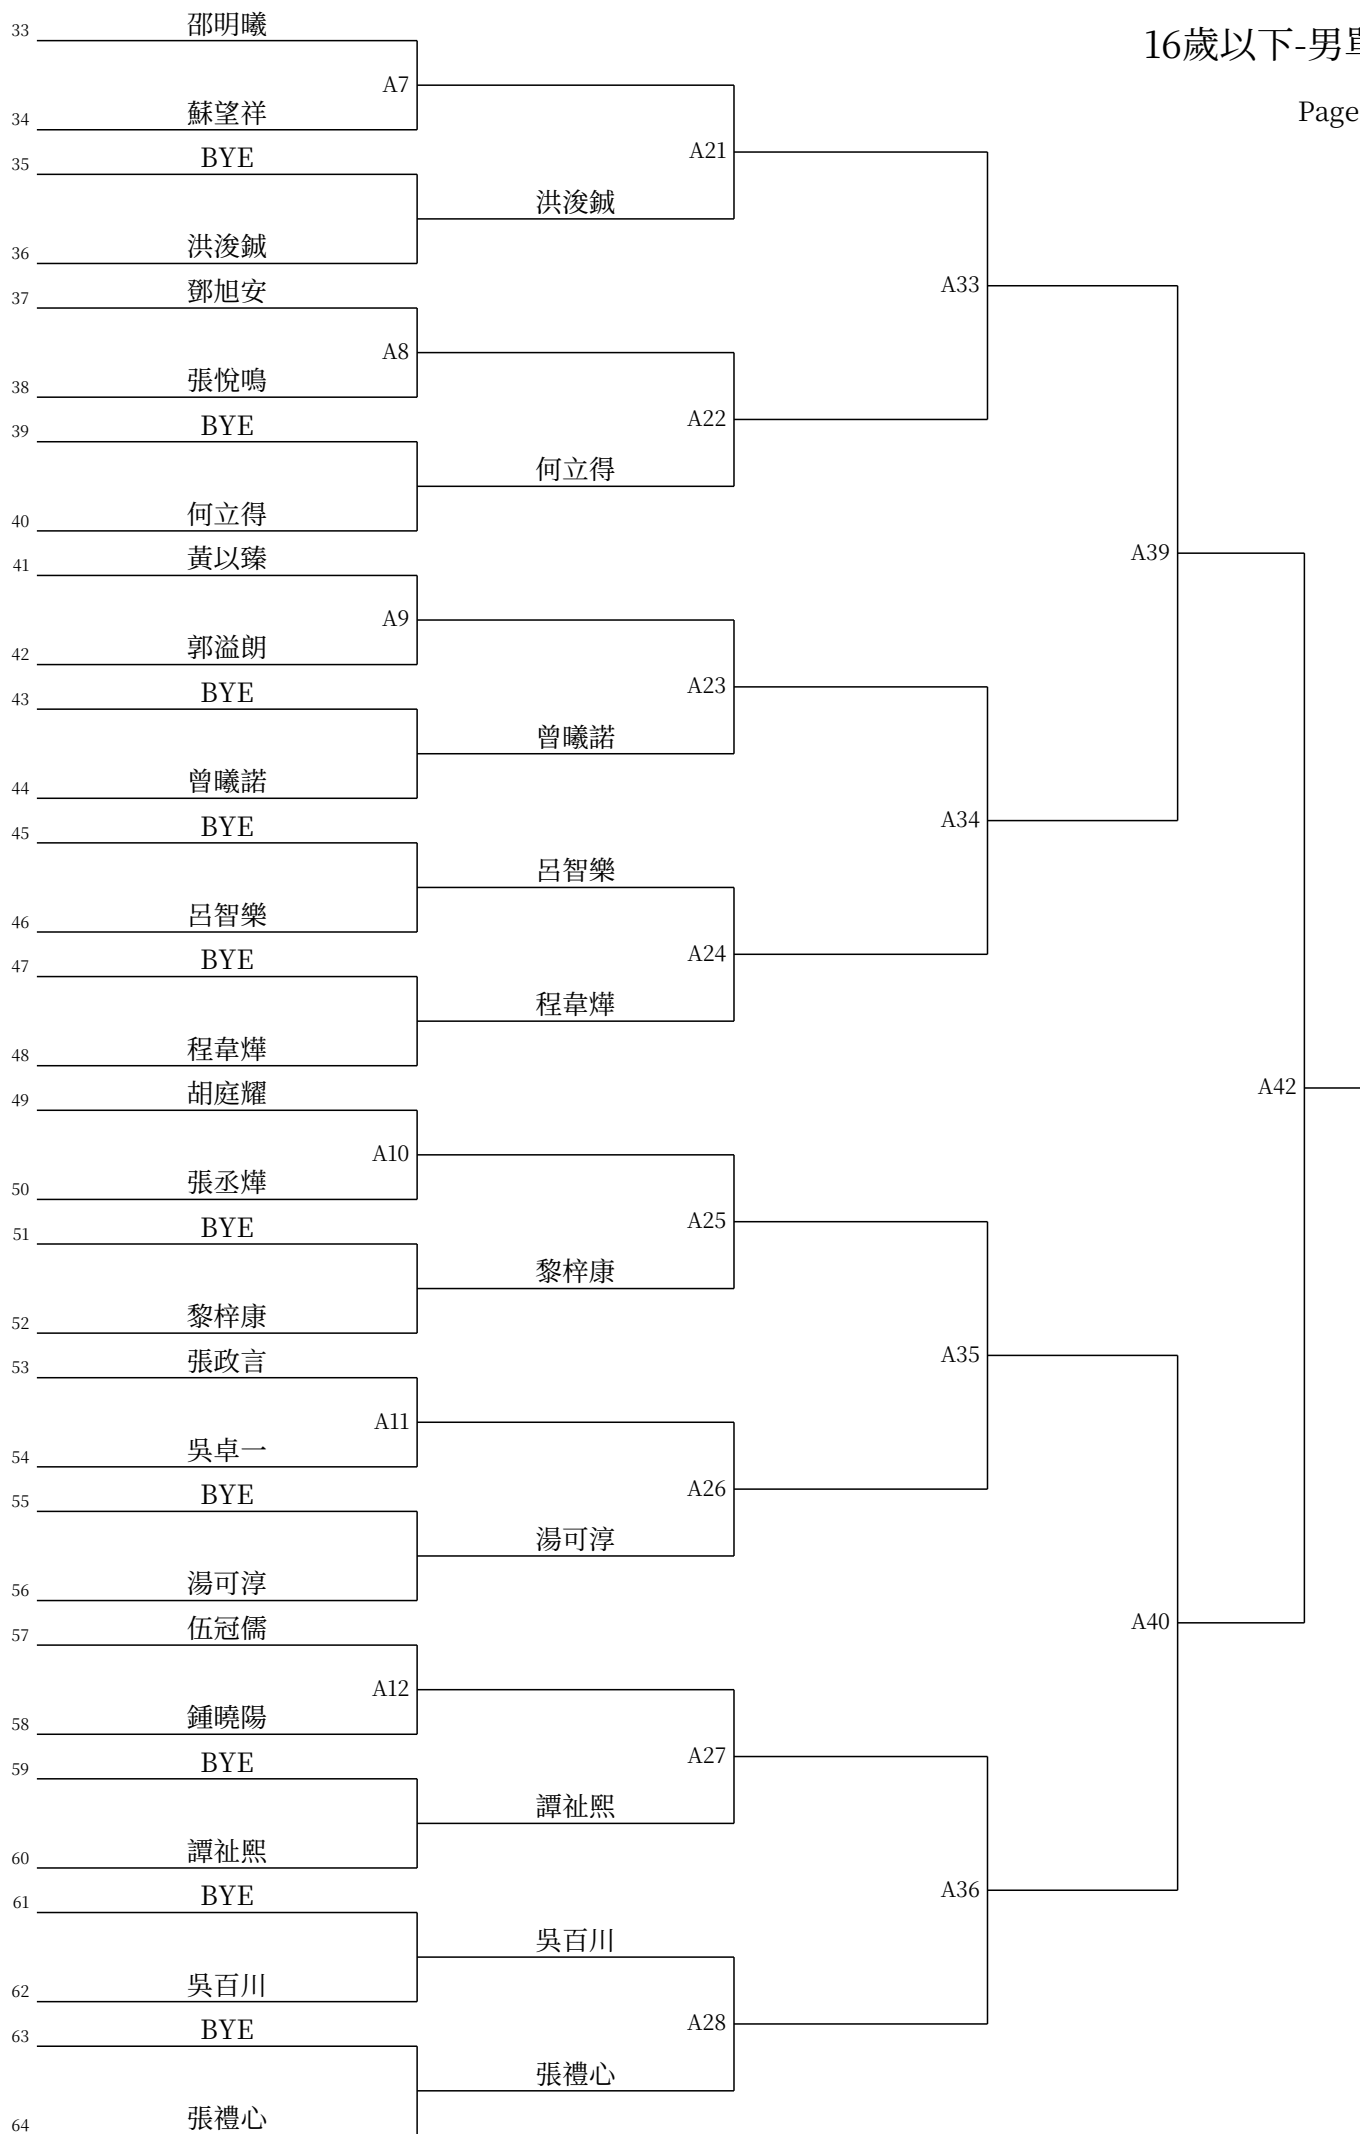 16歲以下-男單
Page
33 邵明曦
A7
34 蘇望祥
35 BYE
A21
洪浚鋮
36 洪浚鋮
37 鄧旭安
A33
A8
38 張悅鳴
39 BYE
A22
何立得
40 何立得
41 黃以臻
A39
A9
42 郭溢朗
43 BYE
A23
曾曦諾
44 曾曦諾
45 BYE
A34
呂智樂
46 呂智樂
47 BYE
A24
程韋燁
48 程韋燁
49 胡庭耀
A42
A10
50 張丞燁
51 BYE
A25
黎梓康
52 黎梓康
53 張政言
A35
A11
54 吳卓一
55 BYE
A26
湯可淳
56 湯可淳
57 伍冠儒
A40
A12
58 鍾曉陽
59 BYE
A27
譚祉熙
60 譚祉熙
61 BYE
A36
吳百川
62 吳百川
63 BYE
A28
張禮心
64 張禮心